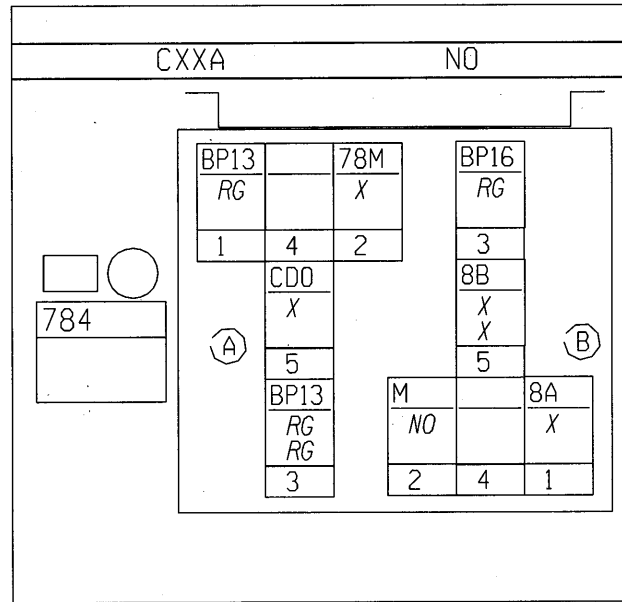 CXXA NO
BP13 78M BP16
RG X RG
1 4 2 3
CD0 8B
X X
X
784
A B
5 5
BP13 M 8A
RG NO X
RG
3 2 4 1